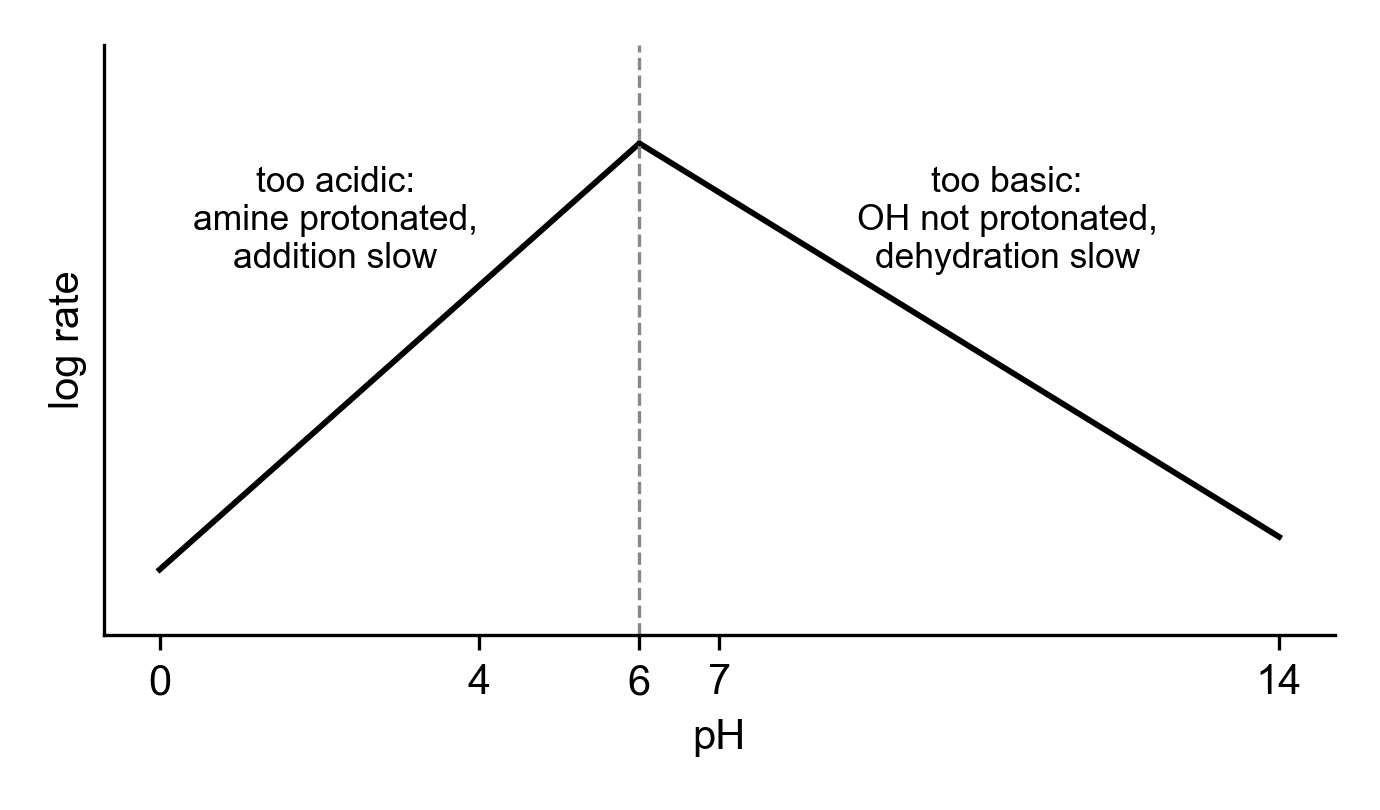 too acidic:
amine protonated,
addition slow
too basic:
OH not protonated,
dehydration slow
log rate
0
4
6
7
14
pH